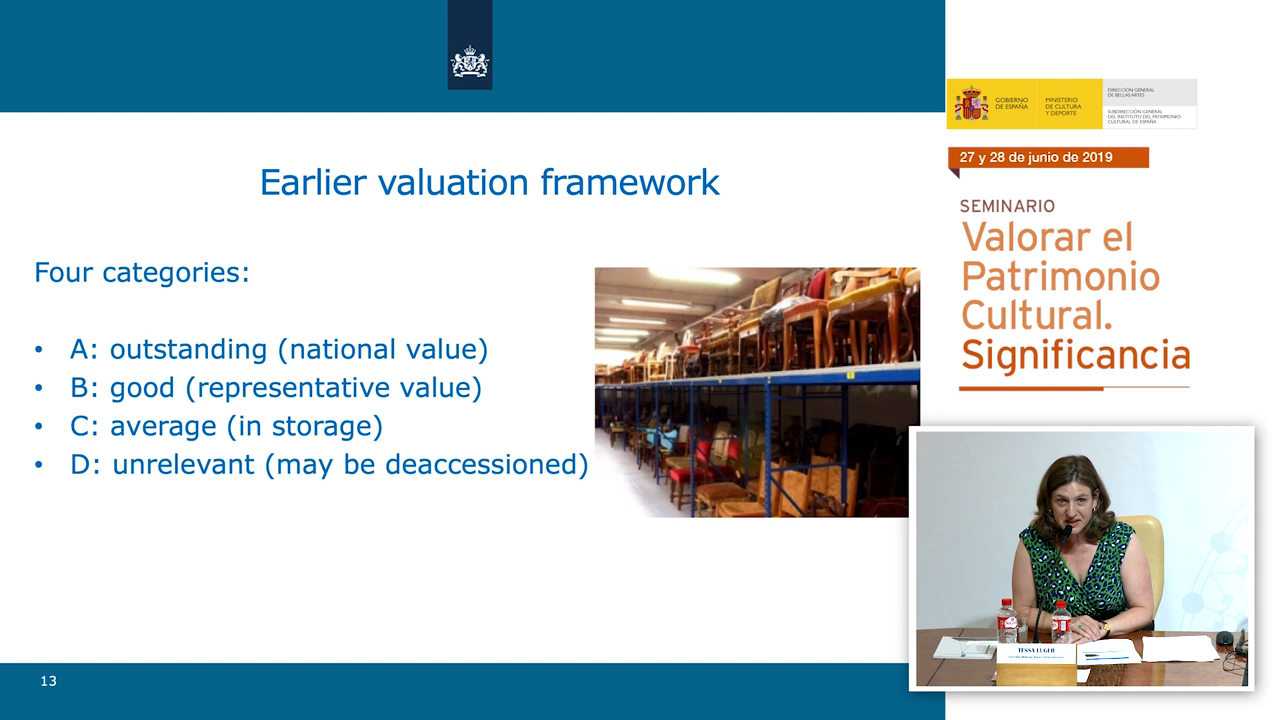 Earlier valuation framework
Four categories:
• A: outstanding (national value)
• B: good (representative value)
• C: average (in storage)
• D: unrelevant (may be deaccessioned)
13
GOBIERNO
DE ESPAÑA
MINISTERIO
DE CULTURA
Y DEPORTE
DIRECCIÓN GENERAL
DE BELLAS ARTES
SUBDIRECCIÓN GENERAL
DEL INSTITUTO DEL PATRIMONIO
CULTURAL DE ESPAÑA
27 y 28 de junio de 2019
SEMINARIO
Valorar el
Patrimonio
Cultural.
Significancia
TESSA LUGER